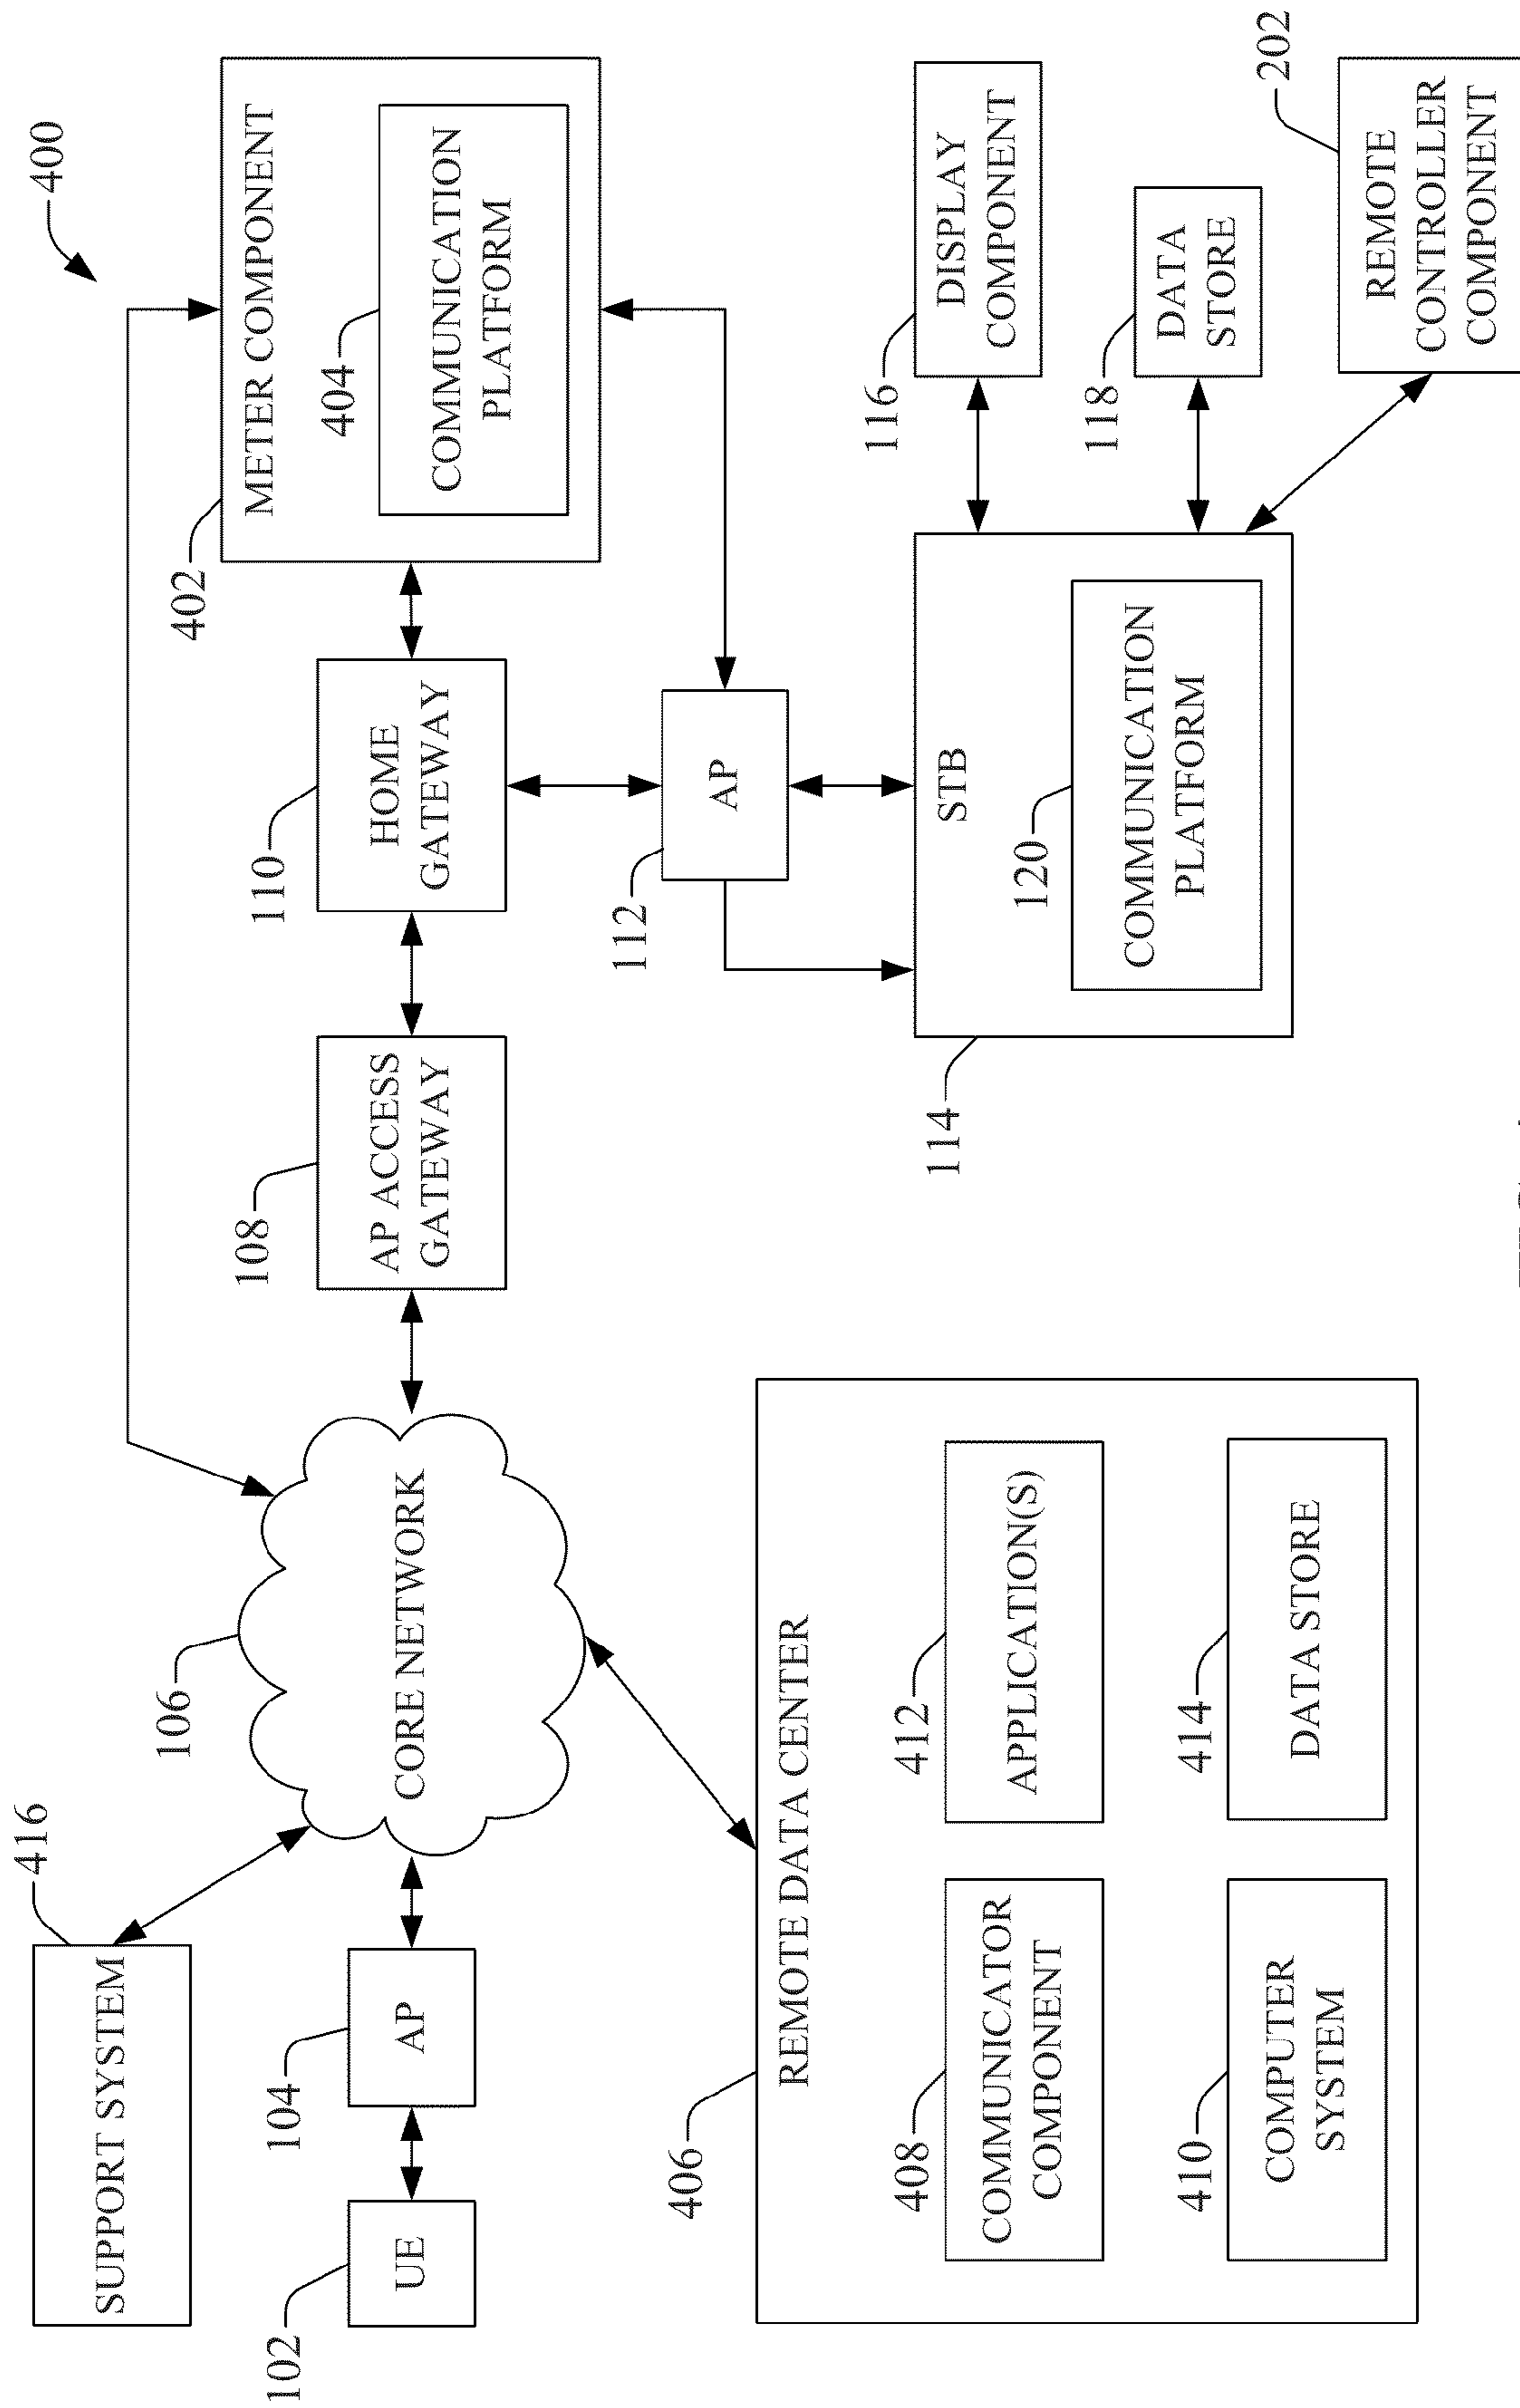 400
416
SUPPORT SYSTEM
102
UE
104
AP
106
CORE NETWORK
108
AP ACCESS
GATEWAY
110
HOME
GATEWAY
402
METER COMPONENT
404
COMMUNICATION
PLATFORM
112
AP
406
REMOTE DATA CENTER
408
COMMUNICATOR
COMPONENT
412
APPLICATION(S)
410
COMPUTER
SYSTEM
414
DATA STORE
114
STB
120
COMMUNICATION
PLATFORM
116
DISPLAY
COMPONENT
118
DATA
STORE
202
REMOTE
CONTROLLER
COMPONENT